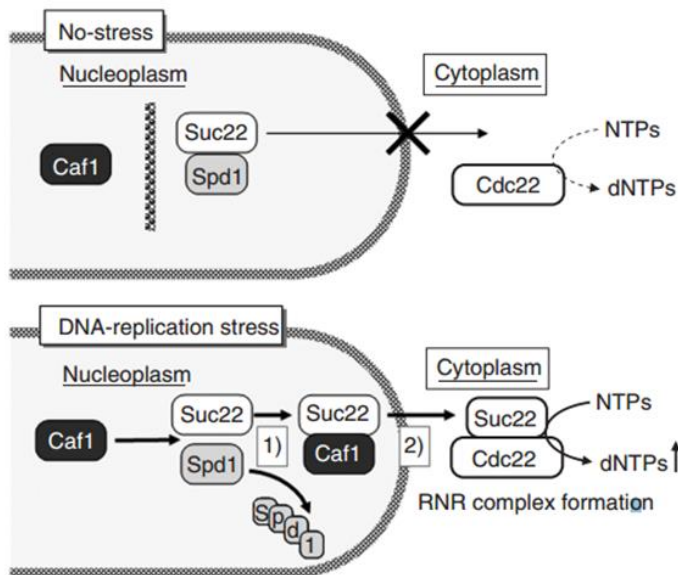 No-stress
Nucleoplasm
Cytoplasm
Suc22
NTPs
Caf1
Spd1
Cdc22
dNTPs
DNA-replication stress
Nucleoplasm
Cytoplasm
Suc22
Suc22
Suc22
NTPs
Caf1
1)
2)
Spd1
Caf1
Cdc22
dNTPs
Spd1
RNR complex formation